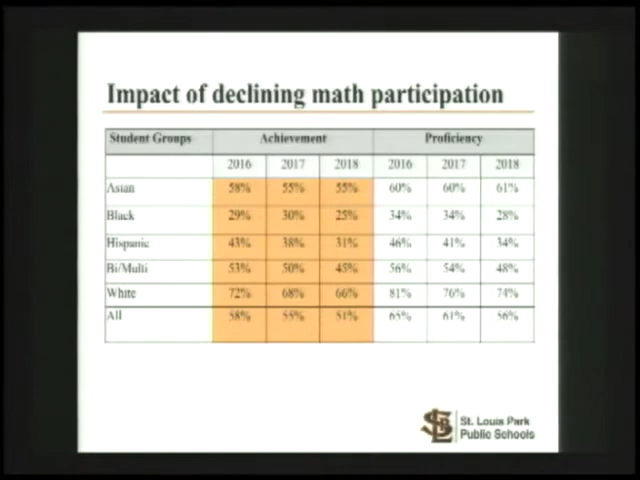 Impact of declining math participation
Student Groups Achievement Proficiency
2016 2017 2018 2016 2017 2018
Asian 58% 55% 55% 60% 60% 61%
Black 29% 30% 25% 34% 34% 28%
Hispanic 43% 38% 31% 46% 41% 34%
Bi/Multi 53% 50% 45% 56% 54% 48%
White 72% 68% 66% 81% 76% 74%
All 58% 55% 51% 65% 61% 56%
St. Louis Park
Public Schools